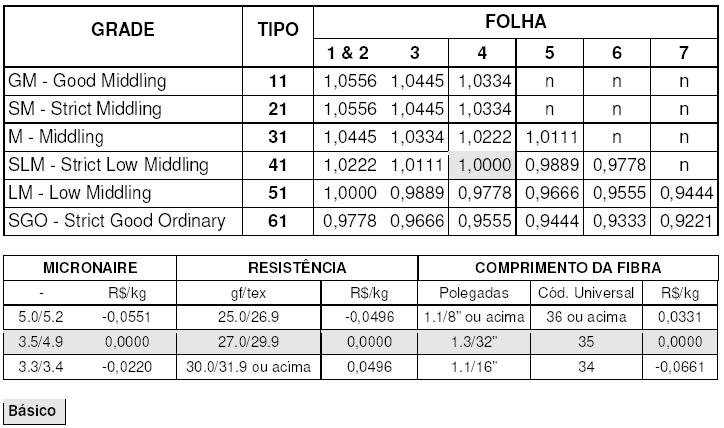 GRADE TIPO FOLHA
1 & 2 3 4 5 6 7
GM - Good Middling 11 1,0556 1,0445 1,0334 n n n
SM - Strict Middling 21 1,0556 1,0445 1,0334 n n n
M - Middling 31 1,0445 1,0334 1,0222 1,0111 n n
SLM - Strict Low Middling 41 1,0222 1,0111 1,0000 0,9889 0,9778 n
LM - Low Middling 51 1,0000 0,9889 0,9778 0,9666 0,9555 0,9444
SGO - Strict Good Ordinary 61 0,9778 0,9666 0,9555 0,9444 0,9333 0,9221
MICRONAIRE RESISTÊNCIA COMPRIMENTO DA FIBRA
- R$/kg gf/tex R$/kg Polegadas Cód. Universal R$/kg
5.0/5.2 -0,0551 25.0/26.9 -0,0496 1.1/8” ou acima 36 ou acima 0,0331
3.5/4.9 0,0000 27.0/29.9 0,0000 1.3/32” 35 0,0000
3.3/3.4 -0,0220 30.0/31.9 ou acima 0,0496 1.1/16” 34 -0,0661
Básico